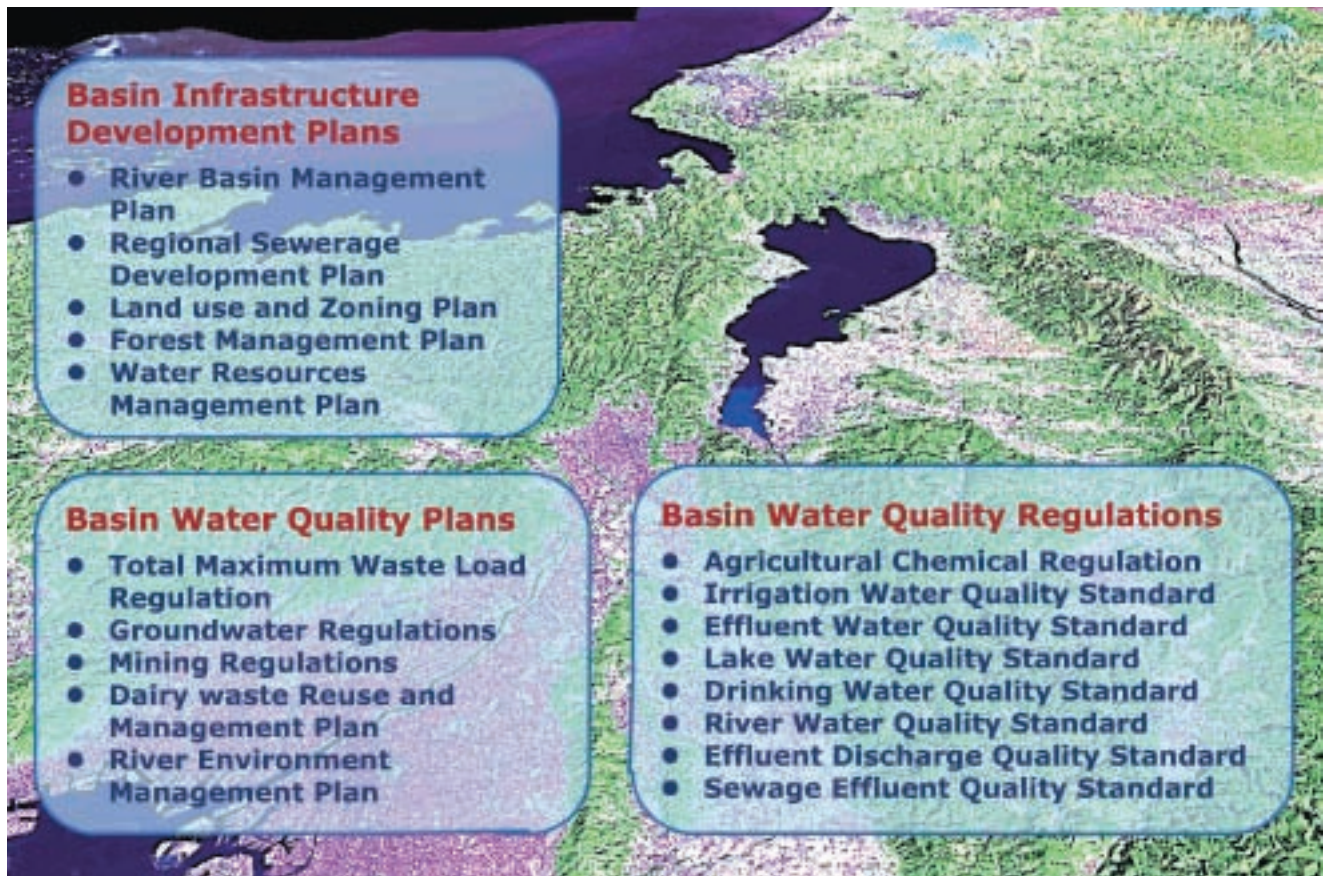 Basin Infrastructure
Development Plans
● River Basin Management
Plan
● Regional Sewerage
Development Plan
● Land use and Zoning Plan
● Forest Management Plan
● Water Resources
Management Plan
Basin Water Quality Plans
● Total Maximum Waste Load
Regulation
● Groundwater Regulations
● Mining Regulations
● Dairy waste Reuse and
Management Plan
● River Environment
Management Plan
Basin Water Quality Regulations
● Agricultural Chemical Regulation
● Irrigation Water Quality Standard
● Effluent Water Quality Standard
● Lake Water Quality Standard
● Drinking Water Quality Standard
● River Water Quality Standard
● Effluent Discharge Quality Standard
● Sewage Effluent Quality Standard